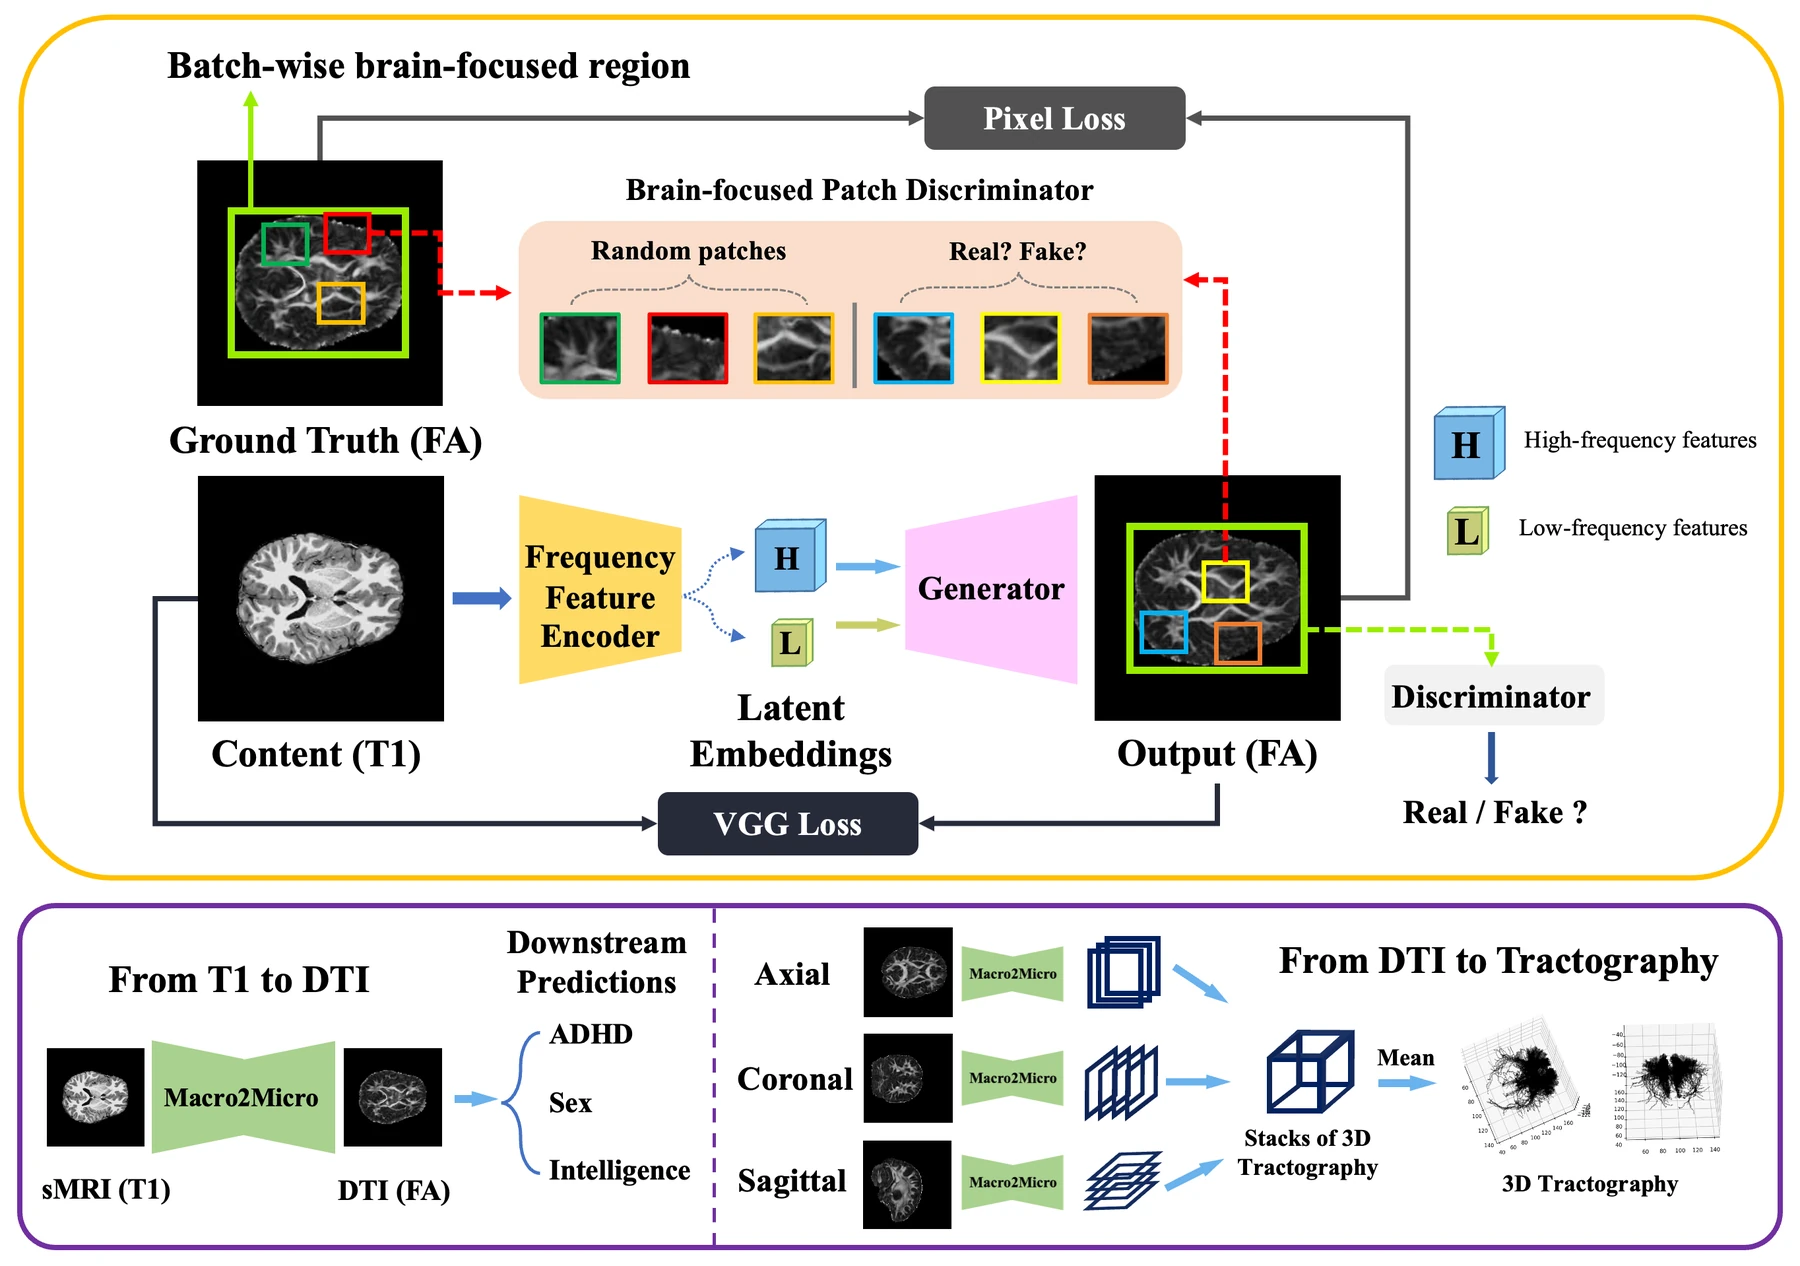 Batch-wise brain-focused region
Pixel Loss
Brain-focused Patch Discriminator
Random patches
Real? Fake?
Ground Truth (FA)
H
High-frequency features
L
Low-frequency features
Frequency
Feature
Encoder
H
L
Generator
Latent
Embeddings
Content (T1)
Output (FA)
Discriminator
Real / Fake ?
VGG Loss
From T1 to DTI
Downstream
Predictions
ADHD
Sex
Intelligence
Macro2Micro
sMRI (T1)
DTI (FA)
From DTI to Tractography
Axial
Macro2Micro
Coronal
Macro2Micro
Sagittal
Macro2Micro
Stacks of 3D
Tractography
Mean
3D Tractography